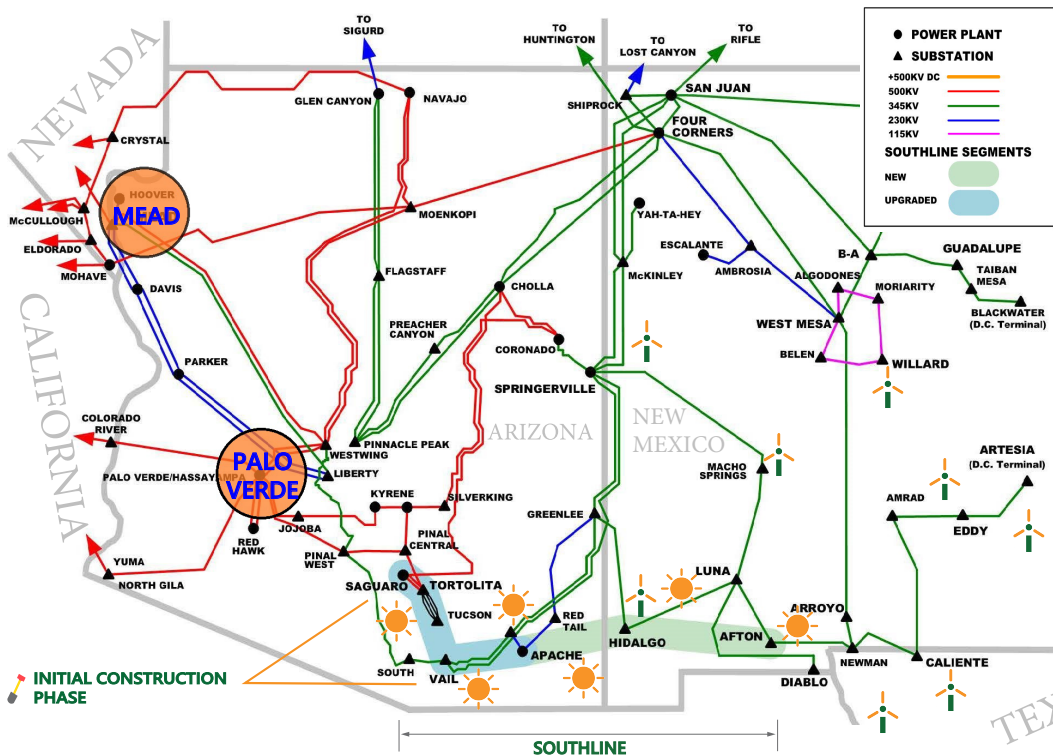 TO
SIGURD
TO
HUNTINGTON
TO
LOST CANYON
TO
RIFLE
POWER PLANT
SUBSTATION
+500KV DC
500KV
345KV
230KV
115KV
SOUTHLINE SEGMENTS
NEW
UPGRADED
NEVADA
GLEN CANYON
NAVAJO
SHIPROCK
SAN JUAN
FOUR
CORNERS
CRYSTAL
HOOVER
MEAD
McCULLOUGH
ELDORADO
MOHAVE
MOENKOPI
YAH-TA-HEY
ESCALANTE
AMBROSIA
B-A
GUADALUPE
ALGODONES
MORIARITY
TAIBAN
MESA
BLACKWATER
(D.C. Terminal)
DAVIS
FLAGSTAFF
McKINLEY
CHOLLA
PREACHER
CANYON
CORONADO
WEST MESA
BELEN
WILLARD
CALIFORNIA
PARKER
SPRINGERVILLE
COLORADO
RIVER
PINNACLE PEAK
WESTWING
ARIZONA
NEW
MEXICO
PALO VERDE/HASSAYAMPA
PALO
VERDE
LIBERTY
MACHO
SPRINGS
ARTESIA
(D.C. Terminal)
KYRENE
SILVERKING
GREENLEE
AMRAD
EDDY
RED
HAWK
JOJOBA
PINAL
WEST
PINAL
CENTRAL
YUMA
NORTH GILA
SAGUARO
TORTOLITA
TUCSON
LUNA
ARROYO
RED
TAIL
HIDALGO
AFTON
SOUTH
VAIL
APACHE
DIABLO
NEWMAN
CALIENTE
INITIAL CONSTRUCTION
PHASE
TEX
SOUTHLINE